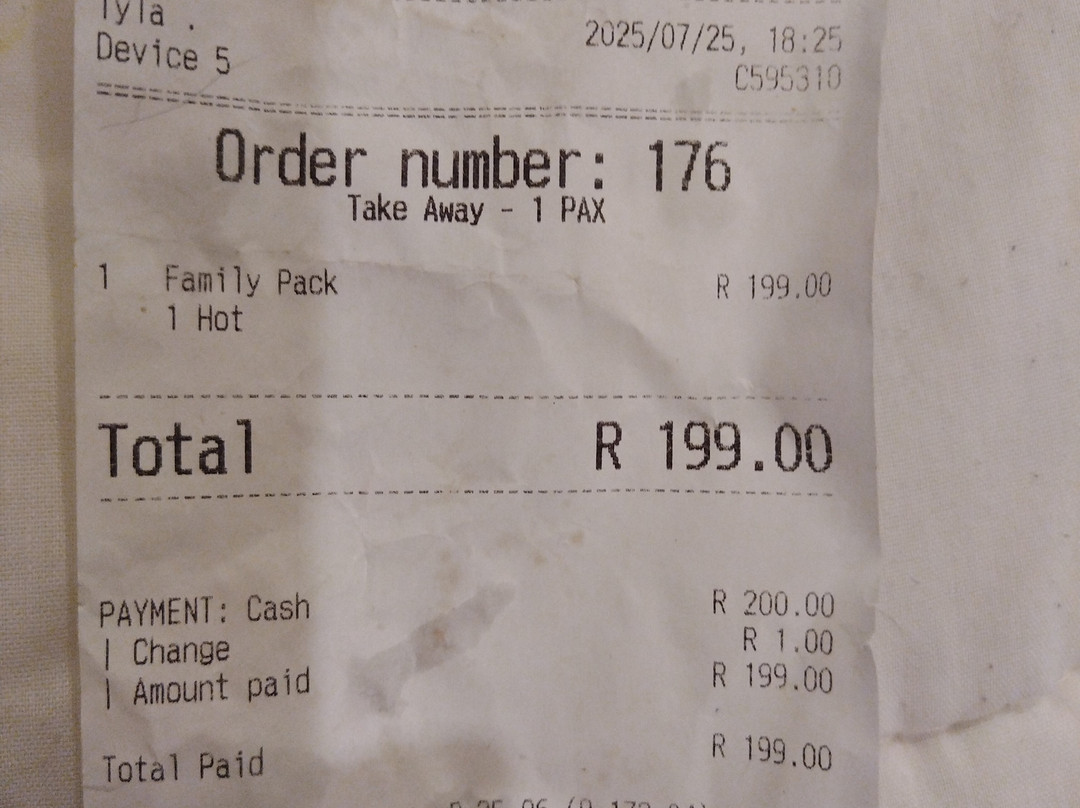 Tyla .
2025/07/25, 18:25
Device 5
C595310
Order number: 176
Take Away - 1 PAX
1 Family Pack R 199.00
1 Hot
Total R 199.00
PAYMENT: Cash R 200.00
| Change R 1.00
| Amount paid R 199.00
Total Paid R 199.00